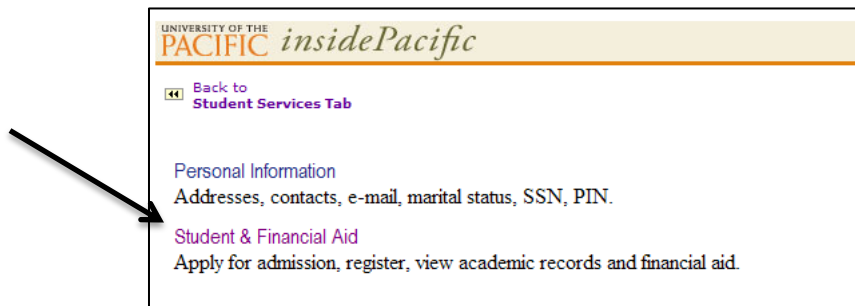 UNIVERSITY OF THE
PACIFIC insidePacific
Back to
Student Services Tab
Personal Information
Addresses, contacts, e-mail, marital status, SSN, PIN.
Student & Financial Aid
Apply for admission, register, view academic records and financial aid.